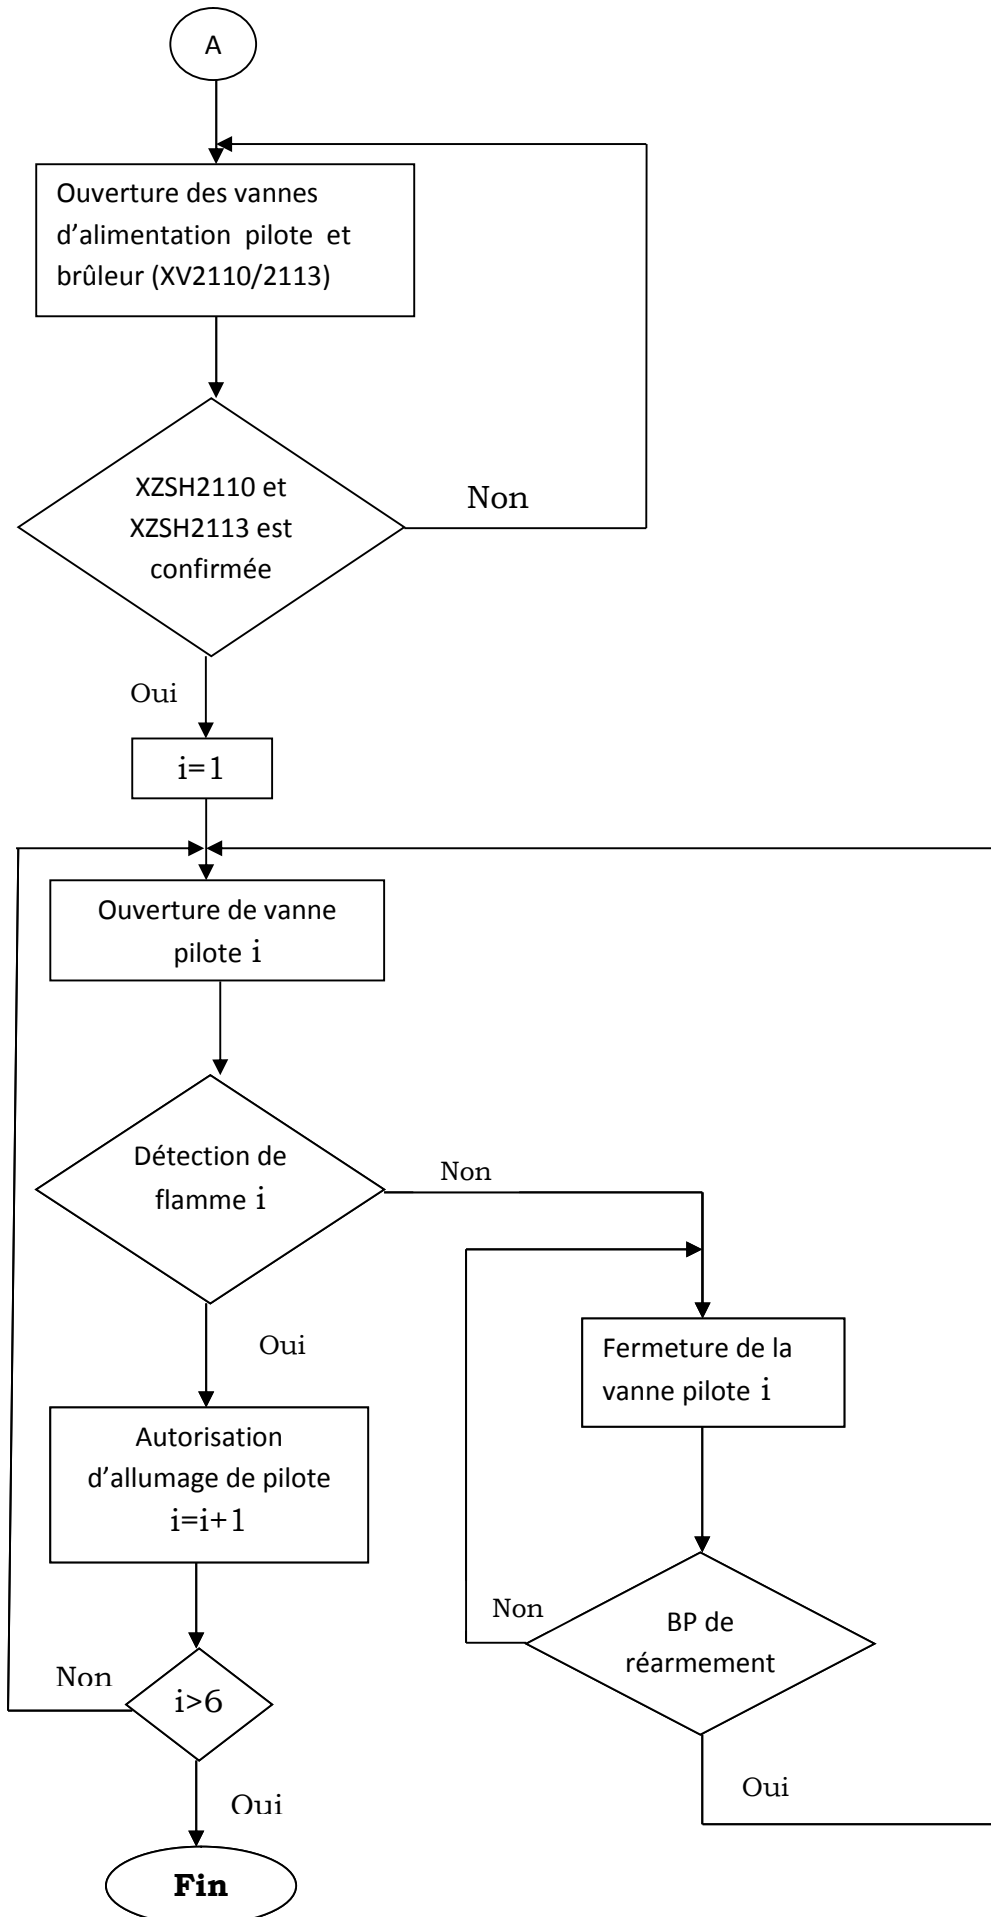 A
Ouverture des vannes
d’alimentation pilote et
brûleur (XV2110/2113)
XZSH2110 et
XZSH2113 est
confirmée
Non
Oui
i=1
Ouverture de vanne
pilote i
Détection de
flamme i
Non
Oui
Fermeture de la
vanne pilote i
Autorisation
d’allumage de pilote
i=i+1
Non
BP de
réarmement
Non
i>6
Oui
Oui
Fin